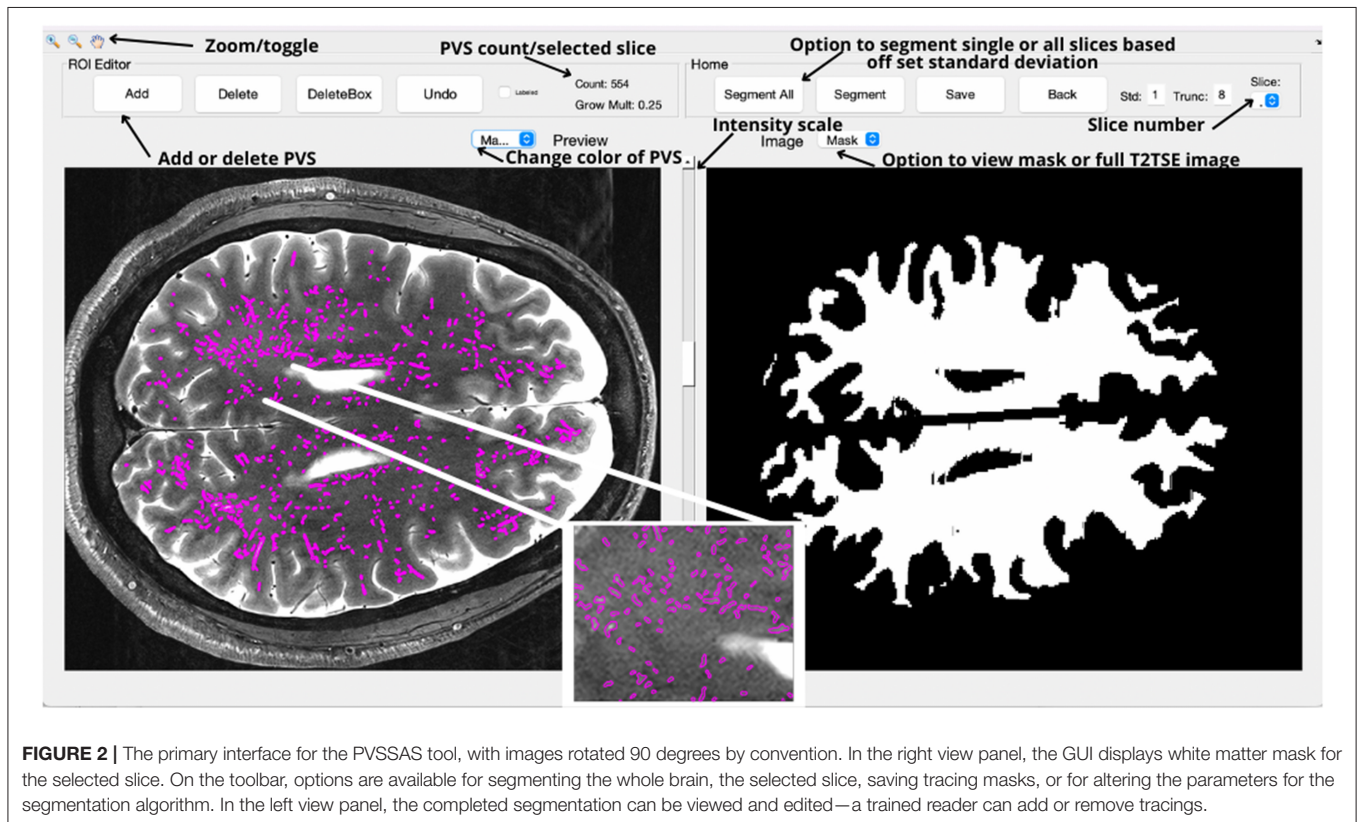 Zoom/toggle
PVS count/selected slice
Option to segment single or all slices based
off set standard deviation
ROI Editor
Home
Add
Delete
DeleteBox
Undo
Labeled
Count: 554
Grow Mult: 0.25
Segment All
Segment
Save
Back
Std: 1
Trunc: 8
Slice:
Add or delete PVS
Ma...
Preview
Change color of PVS
Intensity scale
Image
Mask
Slice number
Option to view mask or full T2TSE image
FIGURE 2 | The primary interface for the PVSSAS tool, with images rotated 90 degrees by convention. In the right view panel, the GUI displays white matter mask for
the selected slice. On the toolbar, options are available for segmenting the whole brain, the selected slice, saving tracing masks, or for altering the parameters for the
segmentation algorithm. In the left view panel, the completed segmentation can be viewed and edited—a trained reader can add or remove tracings.